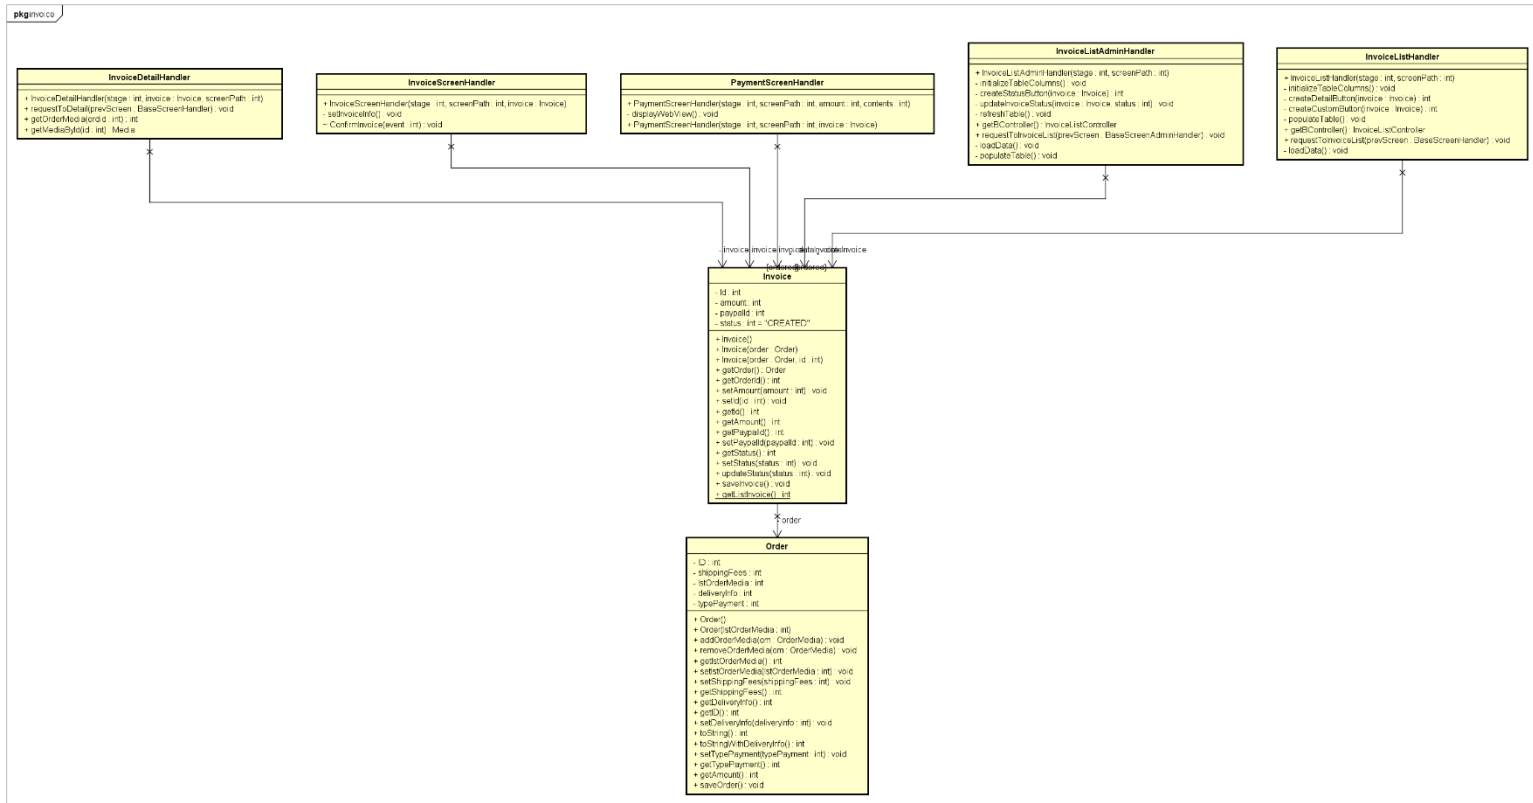 pkg invoice
InvoiceDetailHandler
+ InvoiceDetailHandler(stage : int, invoice : Invoice, screenPath : int)
+ requestToDetail(prevScreen : BaseScreenHandler) : void
+ getOrderMedia(ordId : int) : int
+ getMediaById(id : int) : Media
InvoiceScreenHandler
+ InvoiceScreenHandler(stage : int, screenPath : int, invoice : Invoice)
- setInvoiceInfo() : void
~ ConfirmInvoice(event : int) : void
PaymentScreenHandler
+ PaymentScreenHandler(stage : int, screenPath : int, amount : int, contents : int)
- displayWebView() : void
+ PaymentScreenHandler(stage : int, screenPath : int, invoice : Invoice)
InvoiceListAdminHandler
+ InvoiceListAdminHandler(stage : int, screenPath : int)
- initializeTableColumns() : void
- createStatusButton(invoice : Invoice) : int
- updateInvoiceStatus(invoice : Invoice, status : int) : void
- refreshTable() : void
+ getBController() : InvoiceListController
+ requestToInvoiceList(prevScreen : BaseScreenAdminHandler) : void
- loadData() : void
- populateTable() : void
InvoiceListHandler
+ InvoiceListHandler(stage : int, screenPath : int)
- initializeTableColumns() : void
- createDetailButton(invoice : Invoice) : int
- createCustomButton(invoice : Invoice) : int
- populateTable() : void
+ getBController() : InvoiceListController
+ requestToInvoiceList(prevScreen : BaseScreenHandler) : void
- loadData() : void
- invoice
invoice
Invoice
- Id : int
- amount : int
- paypalId : int
- status : int = "CREATED"
+ Invoice()
+ Invoice(order : Order)
+ Invoice(order : Order, id : int)
+ getOrder() : Order
+ getOrderId() : int
+ setAmount(amount : int) : void
+ setId(id : int) : void
+ getId() : int
+ getAmount() : int
+ getPaypalId() : int
+ setPaypalId(paypalId : int) : void
+ getStatus() : int
+ setStatus(status : int) : void
+ updateStatus(status : int) : void
+ saveInvoice() : void
+ getListInvoice() : int
- order
Order
- ID : int
- shippingFees : int
- lstOrderMedia : int
- deliveryInfo : int
- typePayment : int
+ Order()
+ Order(lstOrderMedia : int)
+ addOrderMedia(om : OrderMedia) : void
+ removeOrderMedia(om : OrderMedia) : void
+ getlstOrderMedia() : int
+ setlstOrderMedia(lstOrderMedia : int) : void
+ setShippingFees(shippingFees : int) : void
+ getShippingFees() : int
+ getDeliveryInfo() : int
+ getID() : int
+ setDeliveryInfo(deliveryInfo : int) : void
+ toString() : int
+ toStringWithDeliveryInfo() : int
+ setTypePayment(typePayment : int) : void
+ getTypePayment() : int
+ getAmount() : int
+ saveOrder() : void